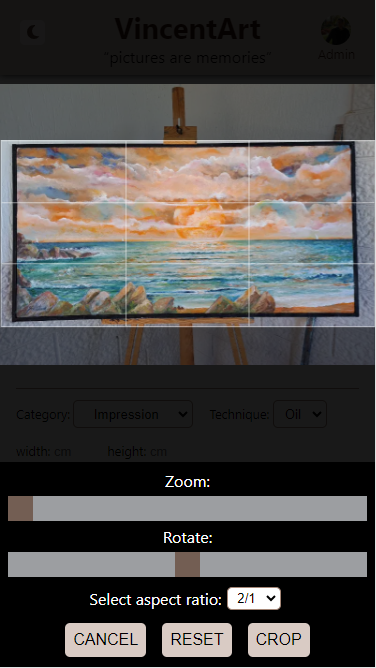 VincentArt
"pictures are memories"
Admin
Category: Impression Technique: Oil
width: cm height: cm
Zoom:
Rotate:
Select aspect ratio: 2/1
CANCEL RESET CROP